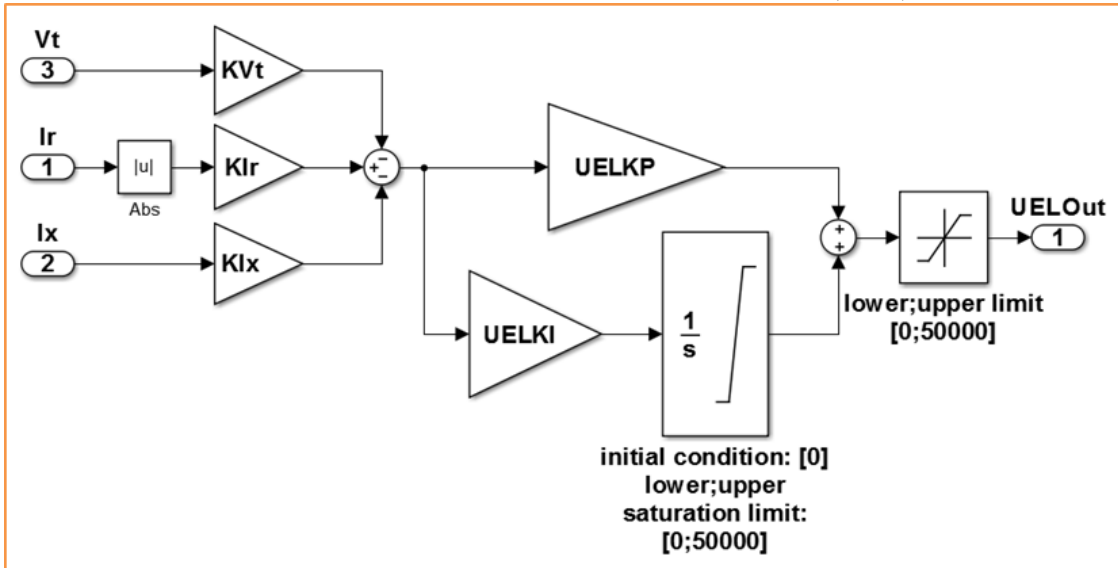 Vt
3
KVt
Ir
1
|u|
Abs
KIr
Ix
2
KIx
−
+
−
UELKP
UELKI
1
s
initial condition: [0]
lower;upper
saturation limit:
[0;50000]
+
+
lower;upper limit
[0;50000]
UELOut
1